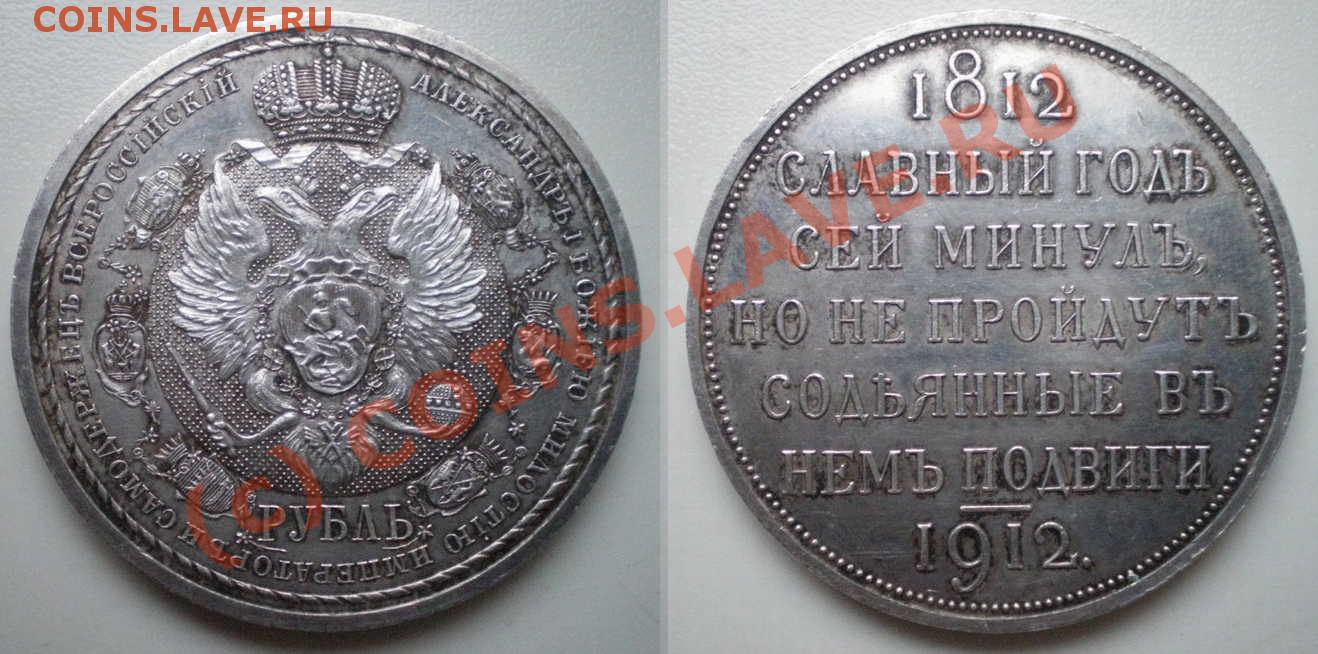 COINS.LAVE.RU
АЛЕКСАНДРЪ I БОЖІЕЮ МИЛОСТІЮ ИМПЕРАТОРЪ И САМОДЕРЖЕЦЪ ВСЕРОССІЙСКІЙ
РУБЛЬ
1812
СЛАВНЫЙ ГОДЪ
СЕЙ МИНУЛЪ,
НО НЕ ПРОЙДУТЪ
СОДѢЯННЫЕ ВЪ
НЕМЪ ПОДВИГИ
1912.
(c) COINS.LAVE.RU